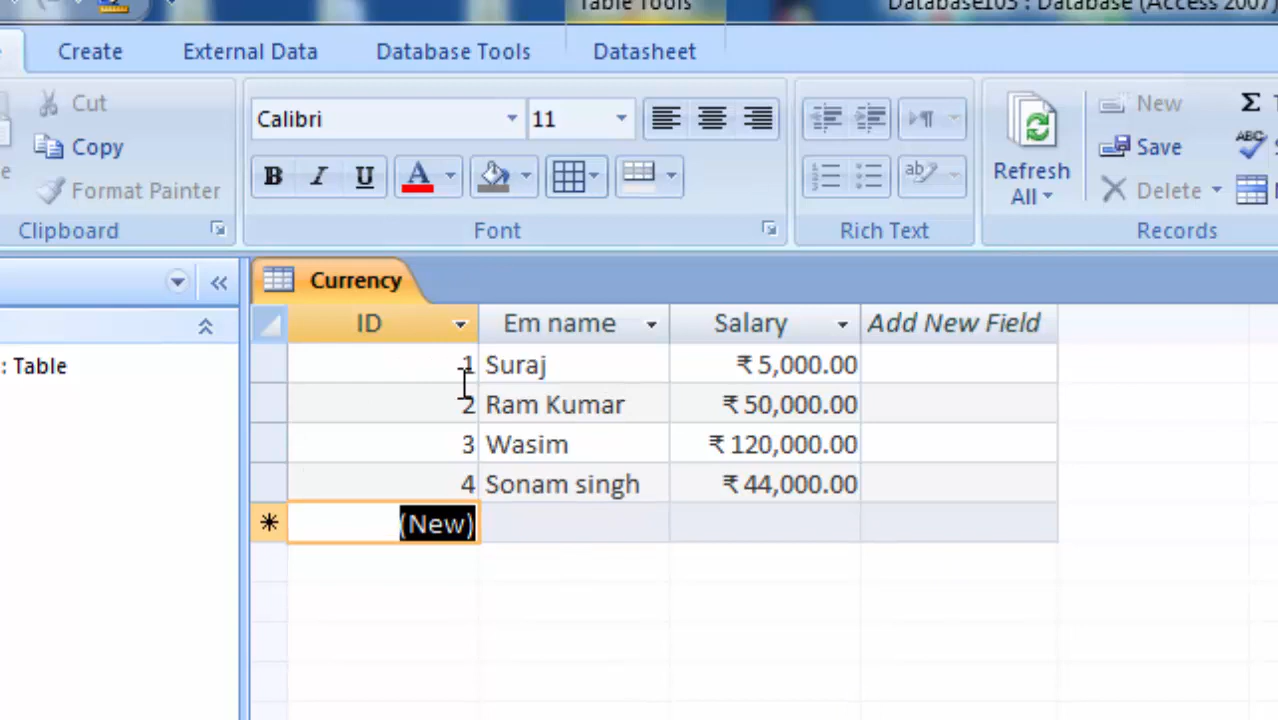 Table Tools Database103 : Database (Access 2007)
Create External Data Database Tools Datasheet
Cut
Copy
Format Painter
Clipboard
Calibri 11
B I U A
Font
ab
Rich Text
Refresh
All
New Σ
Save ABC
Delete
Records
Currency
: Table
ID Em name Salary Add New Field
1 Suraj ₹ 5,000.00
2 Ram Kumar ₹ 50,000.00
3 Wasim ₹ 120,000.00
4 Sonam singh ₹ 44,000.00
* (New)